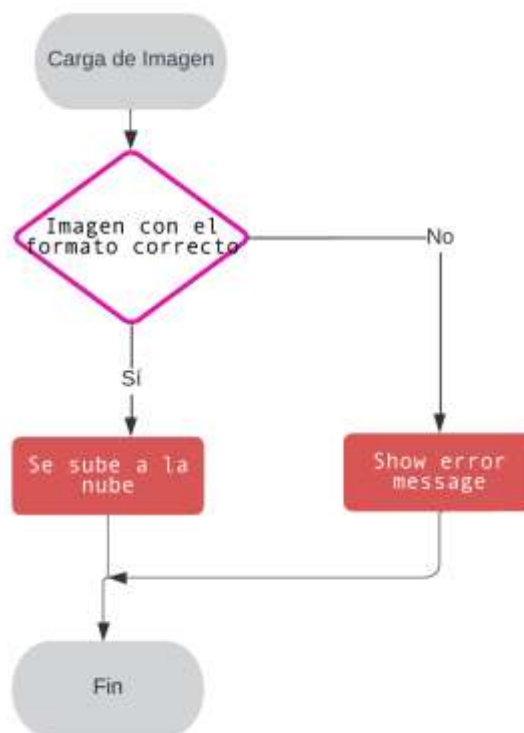 Carga de Imagen
Imagen con el
formato correcto
No
Sí
Se sube a la
nube
Show error
message
Fin